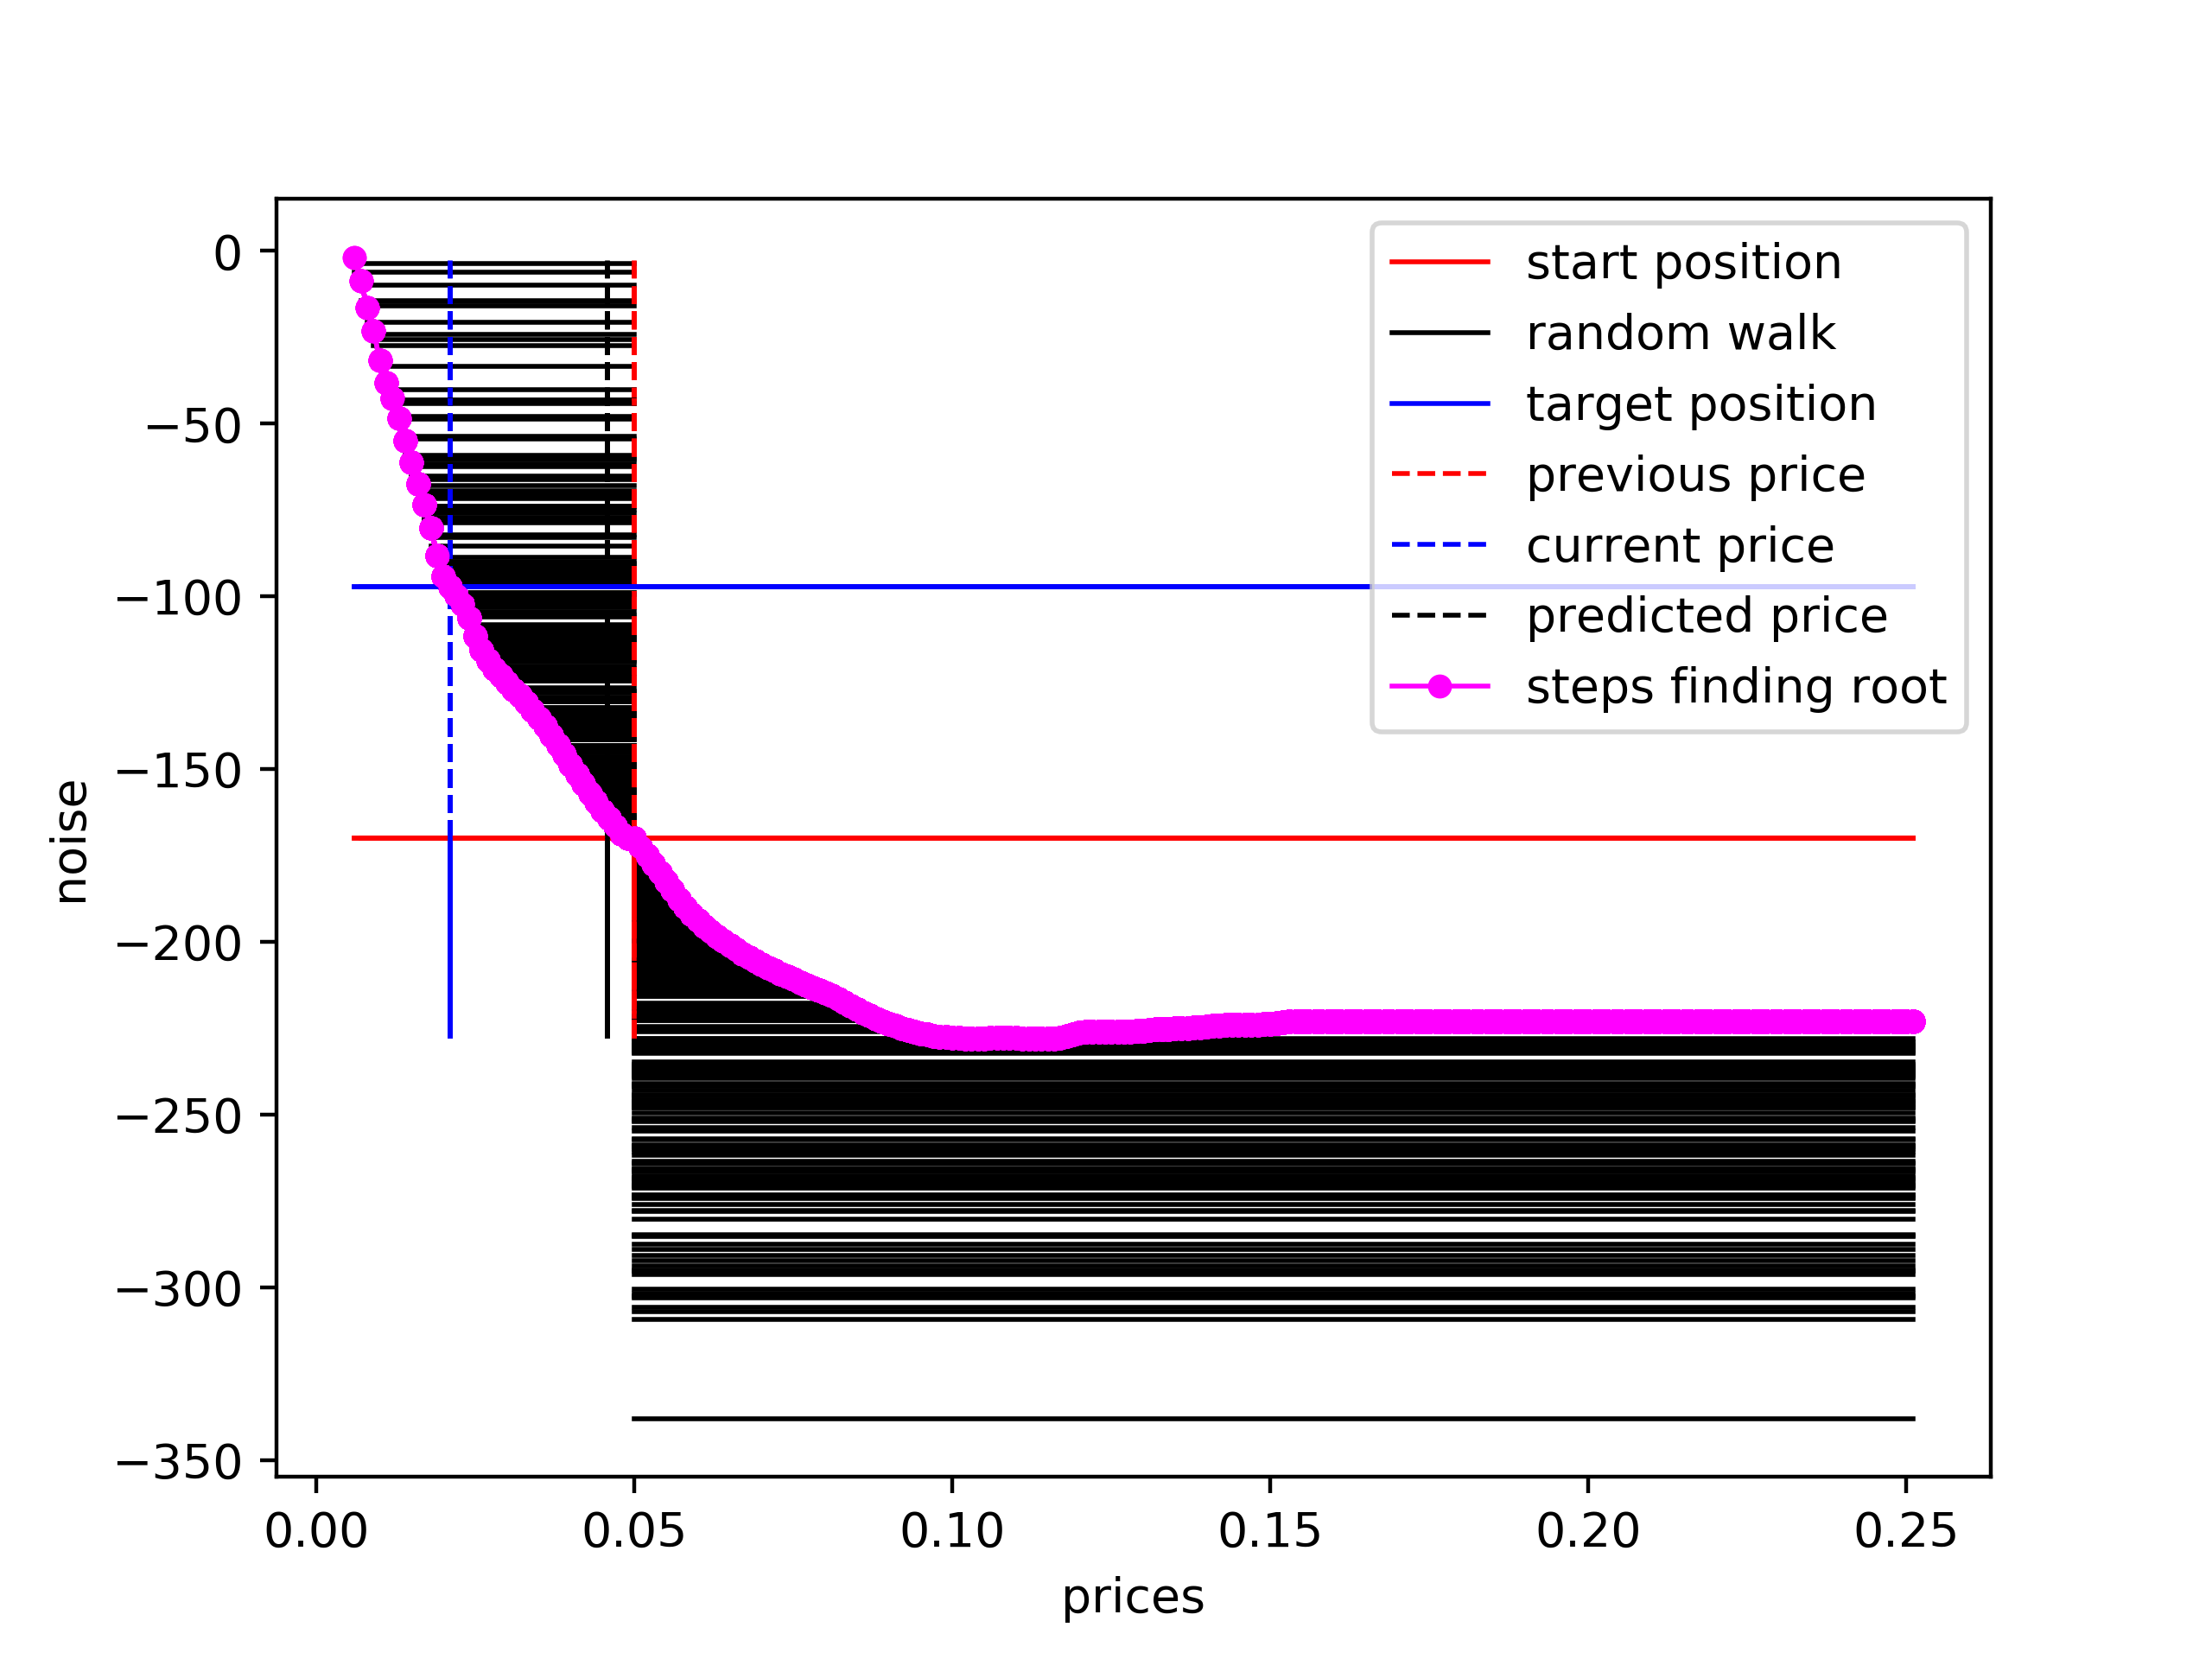 0
−50
−100
−150
−200
−250
−300
−350
noise
0.00 0.05 0.10 0.15 0.20 0.25
prices
start position
random walk
target position
previous price
current price
predicted price
steps finding root